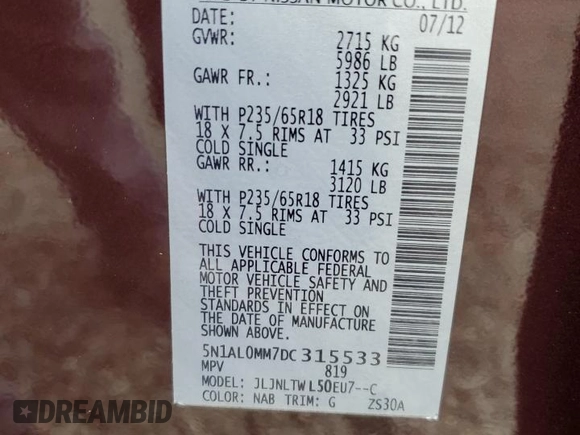 NISSAN MOTOR CO., LTD.
DATE: 07/12
GVWR: 2715 KG
5986 LB
GAWR FR.: 1325 KG
2921 LB
WITH P235/65R18 TIRES
18 X 7.5 RIMS AT 33 PSI
COLD SINGLE
GAWR RR.: 1415 KG
3120 LB
WITH P235/65R18 TIRES
18 X 7.5 RIMS AT 33 PSI
COLD SINGLE
THIS VEHICLE CONFORMS TO
ALL APPLICABLE FEDERAL
MOTOR VEHICLE SAFETY AND
THEFT PREVENTION
STANDARDS IN EFFECT ON
THE DATE OF MANUFACTURE
SHOWN ABOVE.
5N1AL0MM7DC315533
MPV 819
MODEL: JLJNLTWL50EU7--C
COLOR: NAB TRIM: G ZS30A
DREAMBID